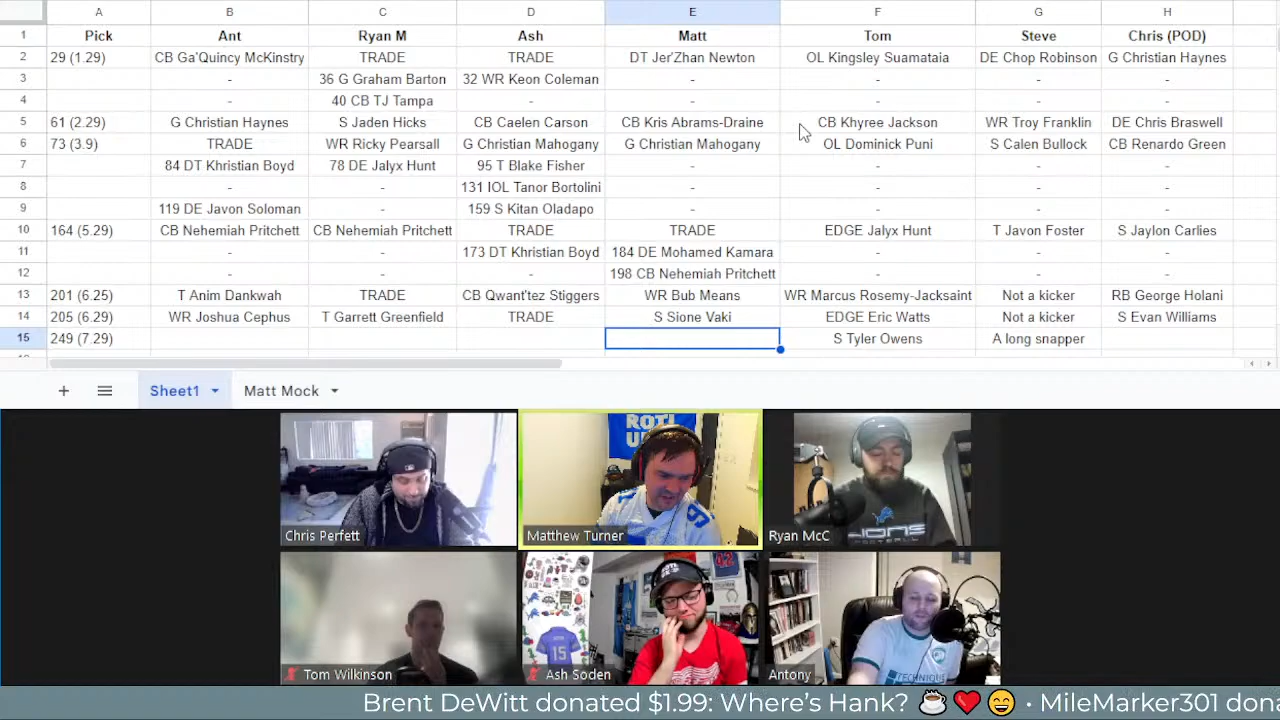 A B C D E F G H
1 Pick Ant Ryan M Ash Matt Tom Steve Chris (POD)
2 29 (1.29) CB Ga'Quincy McKinstry TRADE TRADE DT Jer'Zhan Newton OL Kingsley Suamataia DE Chop Robinson G Christian Haynes
3 - 36 G Graham Barton 32 WR Keon Coleman - - - -
4 - 40 CB TJ Tampa - - - - -
5 61 (2.29) G Christian Haynes S Jaden Hicks CB Caelen Carson CB Kris Abrams-Draine CB Khyree Jackson WR Troy Franklin DE Chris Braswell
6 73 (3.9) TRADE WR Ricky Pearsall G Christian Mahogany G Christian Mahogany OL Dominick Puni S Calen Bullock CB Renardo Green
7 84 DT Khristian Boyd 78 DE Jalyx Hunt 95 T Blake Fisher - - - -
8 - - 131 IOL Tanor Bortolini - - - -
9 119 DE Javon Soloman - 159 S Kitan Oladapo - - - -
10 164 (5.29) CB Nehemiah Pritchett CB Nehemiah Pritchett TRADE TRADE EDGE Jalyx Hunt T Javon Foster S Jaylon Carlies
11 - - 173 DT Khristian Boyd 184 DE Mohamed Kamara - - -
12 - - - 198 CB Nehemiah Pritchett - - -
13 201 (6.25) T Anim Dankwah TRADE CB Qwant'tez Stiggers WR Bub Means WR Marcus Rosemy-Jacksaint Not a kicker RB George Holani
14 205 (6.29) WR Joshua Cephus T Garrett Greenfield TRADE S Sione Vaki EDGE Eric Watts Not a kicker S Evan Williams
15 249 (7.29) S Tyler Owens A long snapper
+ Sheet1 Matt Mock
Chris Perfett
Matthew Turner
Ryan McC
Tom Wilkinson
Ash Soden
15
Antony
Brent DeWitt donated $1.99: Where's Hank? ☕❤️😄 • MileMarker301 dona